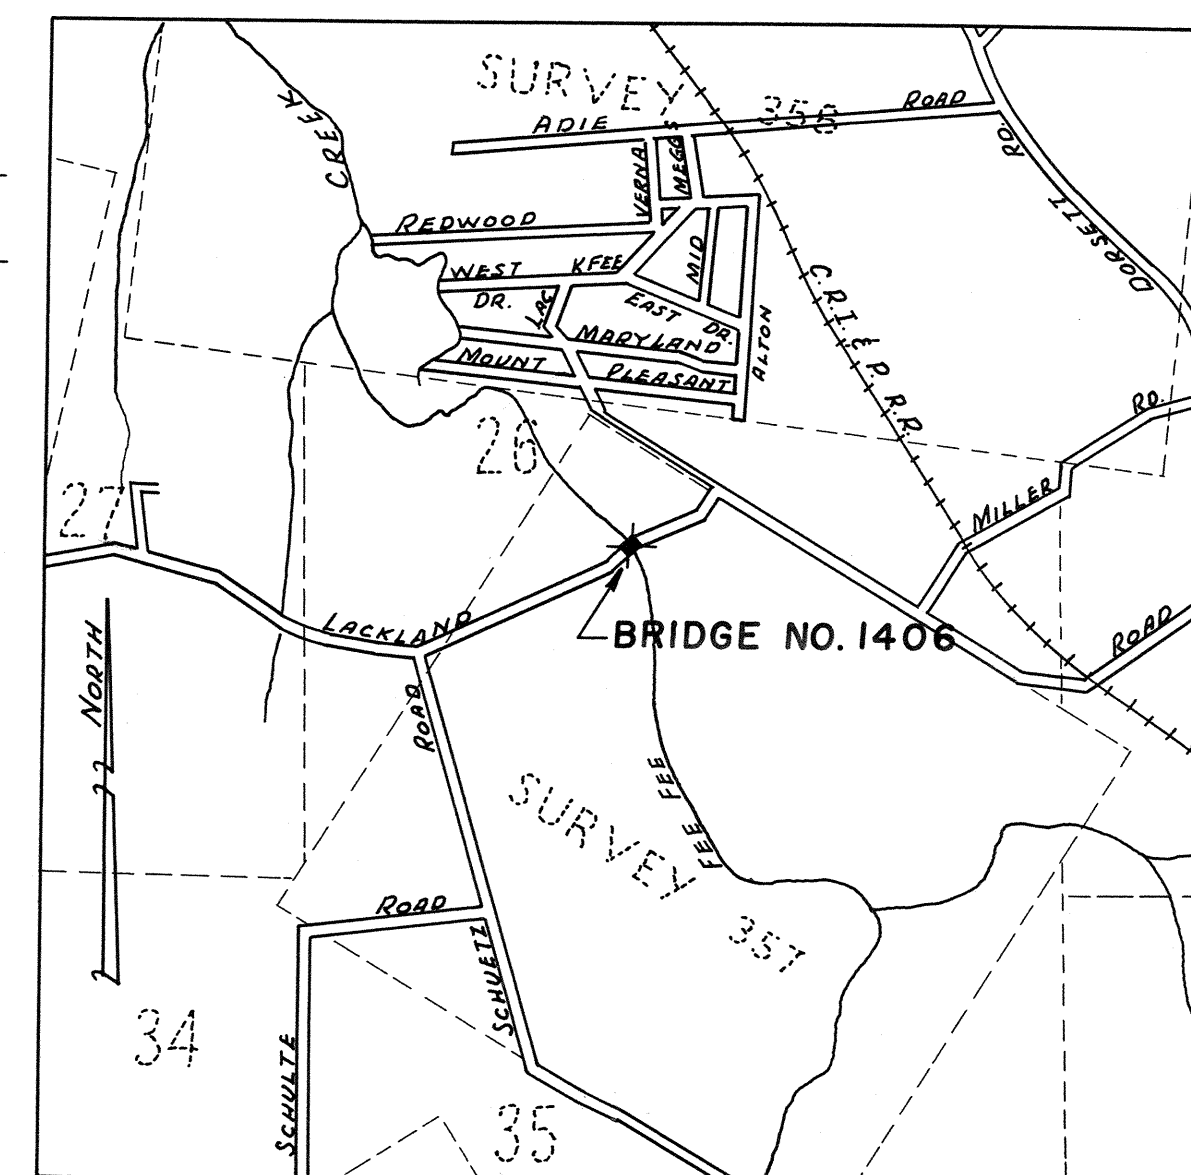 SURVEY 358
CREEK
ADIE ROAD
DORSETT RD.
VERNA
MEGGS
REDWOOD
WEST DR.
K FEE
MID
LAC
EAST DR.
MARYLAND
MOUNT PLEASANT
ALTON
C.R.I. & P. R.R.
26
27
MILLER RD.
LACKLAND ROAD
BRIDGE NO. 1406
NORTH
ROAD
FEE FEE
SURVEY 357
ROAD
SCHUETZ
SCHULTE
34
35